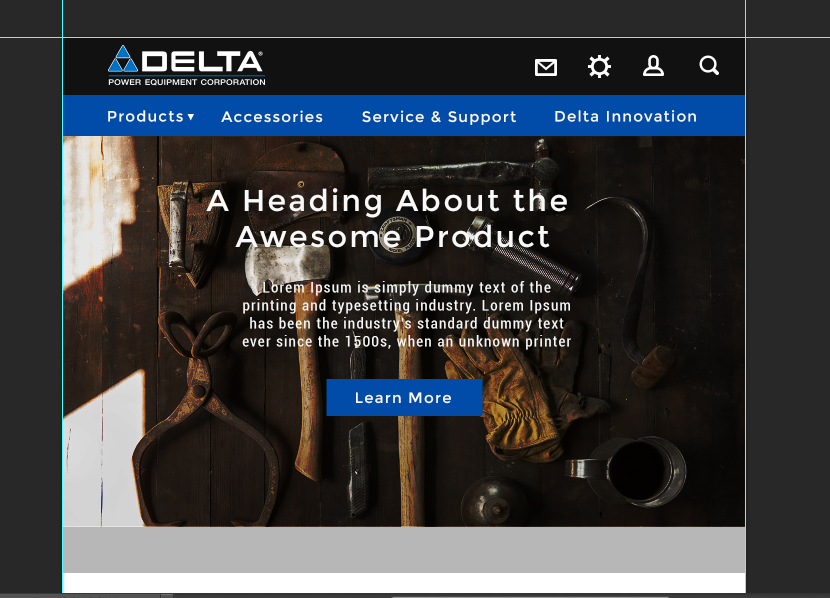 DELTA®
POWER EQUIPMENT CORPORATION
Products▼ Accessories Service & Support Delta Innovation
A Heading About the
Awesome Product
Lorem Ipsum is simply dummy text of the
printing and typesetting industry. Lorem Ipsum
has been the industry's standard dummy text
ever since the 1500s, when an unknown printer
Learn More